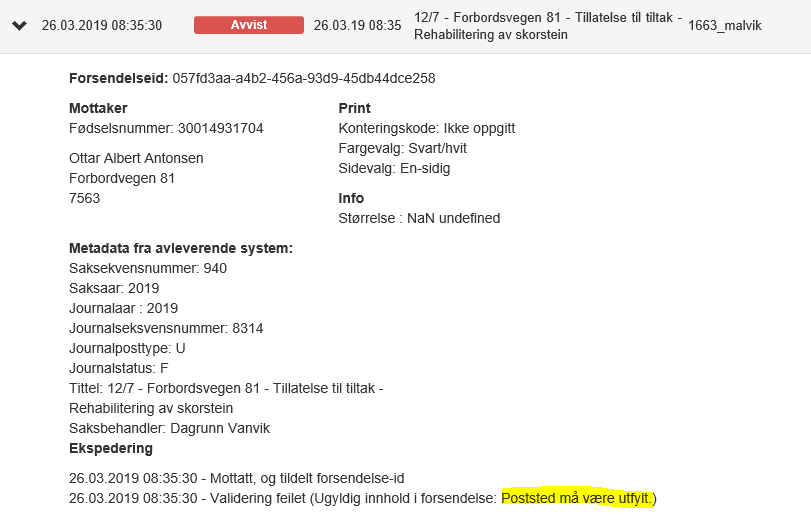 26.03.2019 08:35:30 Avvist 26.03.19 08:35 12/7 - Forbordsvegen 81 - Tillatelse til tiltak - 1663_malvik
Rehabilitering av skorstein
Forsendelseid: 057fd3aa-a4b2-456a-93d9-45db44dce258
Mottaker
Fødselsnummer: 30014931704
Ottar Albert Antonsen
Forbordvegen 81
7563
Print
Konteringskode: Ikke oppgitt
Fargevalg: Svart/hvit
Sidevalg: En-sidig
Info
Størrelse : NaN undefined
Metadata fra avleverende system:
Saksekvensnummer: 940
Saksaar: 2019
Journalaar : 2019
Journalseksvensnummer: 8314
Journalposttype: U
Journalstatus: F
Tittel: 12/7 - Forbordsvegen 81 - Tillatelse til tiltak -
Rehabilitering av skorstein
Saksbehandler: Dagrunn Vanvik
Ekspedering
26.03.2019 08:35:30 - Mottatt, og tildelt forsendelse-id
26.03.2019 08:35:30 - Validering feilet (Ugyldig innhold i forsendelse: Poststed må være utfylt.)